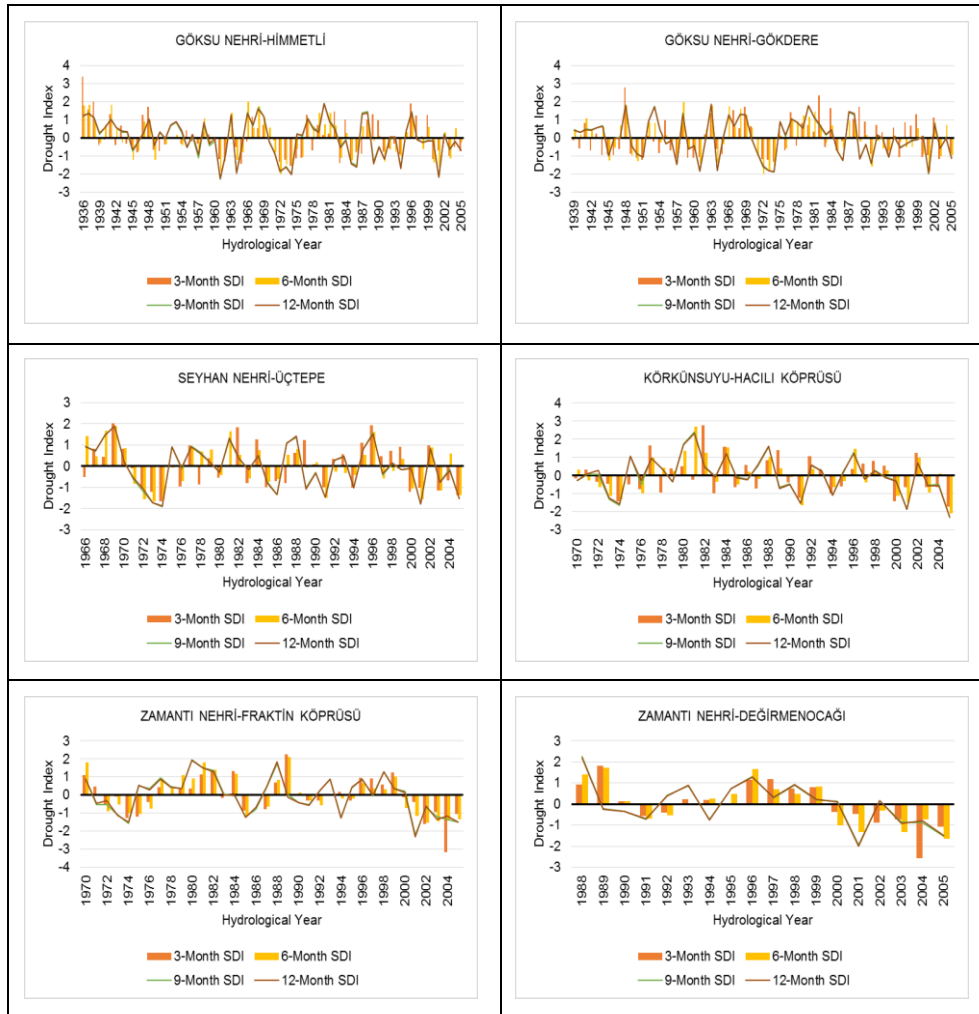 GÖKSU NEHRİ-HİMMETLİ
Drought Index
4
3
2
1
0
-1
-2
-3
1936 1939 1942 1945 1948 1951 1954 1957 1960 1963 1966 1969 1972 1975 1978 1981 1984 1987 1990 1993 1996 1999 2002 2005
Hydrological Year
3-Month SDI 6-Month SDI
9-Month SDI 12-Month SDI
GÖKSU NEHRİ-GÖKDERE
Drought Index
4
3
2
1
0
-1
-2
-3
1939 1942 1945 1948 1951 1954 1957 1960 1963 1966 1969 1972 1975 1978 1981 1984 1987 1990 1993 1996 1999 2002 2005
Hydrological Year
3-Month SDI 6-Month SDI
9-Month SDI 12-Month SDI
SEYHAN NEHRİ-ÜÇTEPE
Drought Index
3
2
1
0
-1
-2
-3
1966 1968 1970 1972 1974 1976 1978 1980 1982 1984 1986 1988 1990 1992 1994 1996 1998 2000 2002 2004
Hydrological Year
3-Month SDI 6-Month SDI
9-Month SDI 12-Month SDI
KÖRKÜNSUYU-HACILI KÖPRÜSÜ
Drought Index
4
3
2
1
0
-1
-2
-3
1970 1972 1974 1976 1978 1980 1982 1984 1986 1988 1990 1992 1994 1996 1998 2000 2002 2004
Hydrological Year
3-Month SDI 6-Month SDI
9-Month SDI 12-Month SDI
ZAMANTI NEHRİ-FRAKTİN KÖPRÜSÜ
Drought Index
3
2
1
0
-1
-2
-3
-4
1970 1972 1974 1976 1978 1980 1982 1984 1986 1988 1990 1992 1994 1996 1998 2000 2002 2004
Hydrological Year
3-Month SDI 6-Month SDI
9-Month SDI 12-Month SDI
ZAMANTI NEHRİ-DEĞİRMENOCAĞI
Drought Index
3
2
1
0
-1
-2
-3
1988 1989 1990 1991 1992 1993 1994 1995 1996 1997 1998 1999 2000 2001 2002 2003 2004 2005
Hydrological Year
3-Month SDI 6-Month SDI
9-Month SDI 12-Month SDI